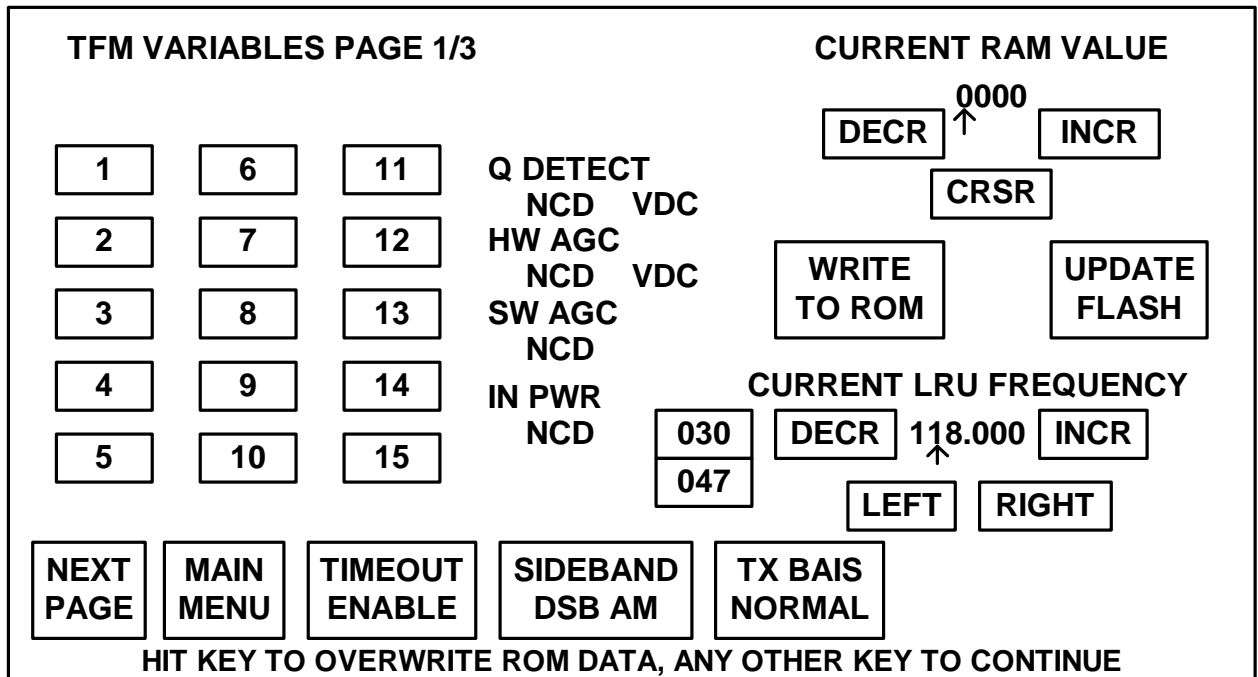 TFM VARIABLES PAGE 1/3
CURRENT RAM VALUE
0000
DECR INCR
CRSR
1 6 11 Q DETECT
NCD VDC
2 7 12 HW AGC
NCD VDC
WRITE TO ROM
UPDATE FLASH
3 8 13 SW AGC
NCD
4 9 14 IN PWR
NCD
5 10 15
CURRENT LRU FREQUENCY
030
047
DECR 118.000 INCR
LEFT RIGHT
NEXT PAGE
MAIN MENU
TIMEOUT ENABLE
SIDEBAND DSB AM
TX BAIS NORMAL
HIT KEY TO OVERWRITE ROM DATA, ANY OTHER KEY TO CONTINUE